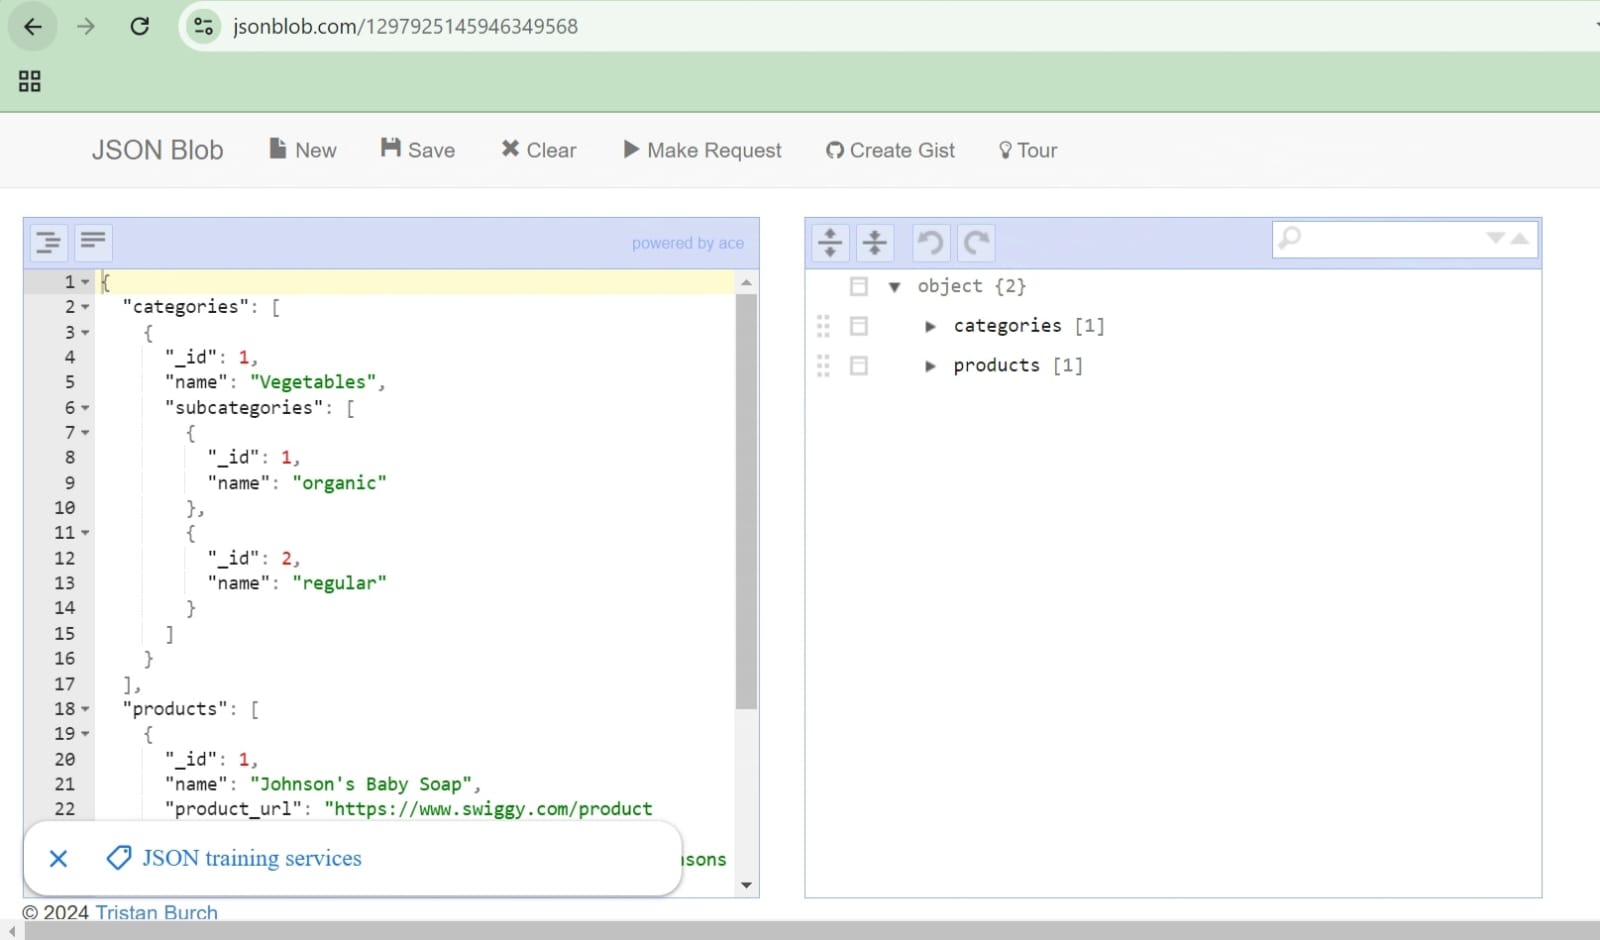 jsonblob.com/1297925145946349568
JSON Blob New Save Clear Make Request Create Gist Tour
powered by ace
1 {
2 "categories": [
3 {
4 "_id": 1,
5 "name": "Vegetables",
6 "subcategories": [
7 {
8 "_id": 1,
9 "name": "organic"
10 },
11 {
12 "_id": 2,
13 "name": "regular"
14 }
15 ]
16 }
17 ],
18 "products": [
19 {
20 "_id": 1,
21 "name": "Johnson's Baby Soap",
22 "product_url": "https://www.swiggy.com/product
JSON training services
sons
© 2024 Tristan Burch
object {2}
categories [1]
products [1]